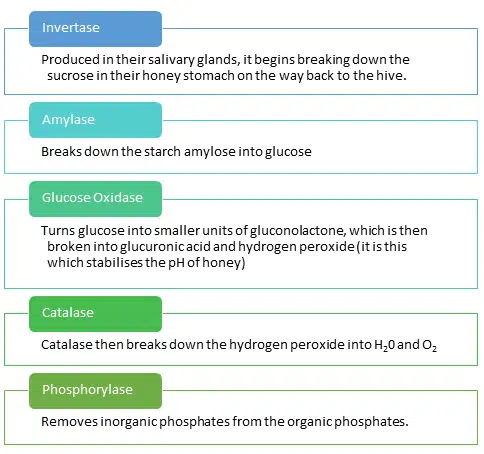 Invertase
Produced in their salivary glands, it begins breaking down the
sucrose in their honey stomach on the way back to the hive.
Amylase
Breaks down the starch amylose into glucose
Glucose Oxidase
Turns glucose into smaller units of gluconolactone, which is then
broken into glucuronic acid and hydrogen peroxide (it is this
which stabilises the pH of honey)
Catalase
Catalase then breaks down the hydrogen peroxide into H₂0 and O₂
Phosphorylase
Removes inorganic phosphates from the organic phosphates.